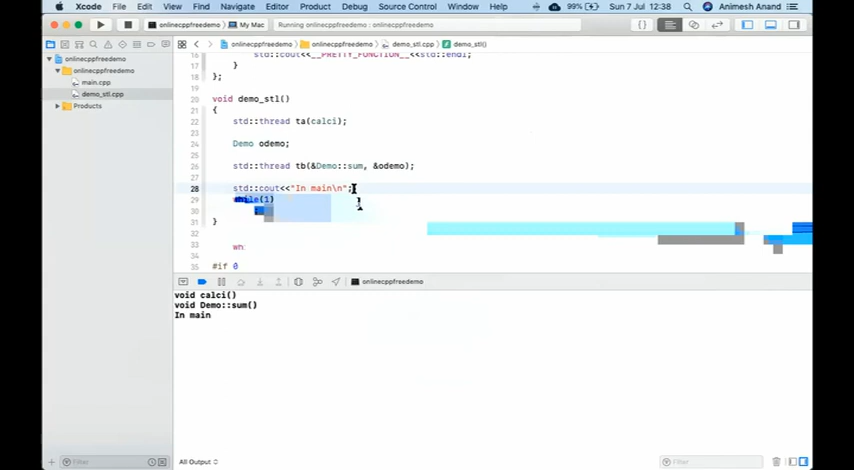 Xcode File Edit View Find Navigate Editor Product Debug Source Control Window Help 99% Sun 7 Jul 12:38 Animesh Anand
onlinecppfreedemo My Mac Running onlinecppfreedemo : onlinecppfreedemo
onlinecppfreedemo onlinecppfreedemo demo_stl.cpp demo_stl()
onlinecppfreedemo
onlinecppfreedemo
main.cpp
demo_stl.cpp
Products
16 std::cout<<__PRETTY_FUNCTION__<<std::endl;
17 }
18 };
19
20 void demo_stl()
21 {
22 std::thread ta(calci);
23
24 Demo odemo;
25
26 std::thread tb(&Demo::sum, &odemo);
27
28 std::cout<<"In main\n";
29 while(1)
30 ;
31 }
32
33 wh
34 #if 0
35
onlinecppfreedemo
void calci()
void Demo::sum()
In main
Filter
All Output
Filter